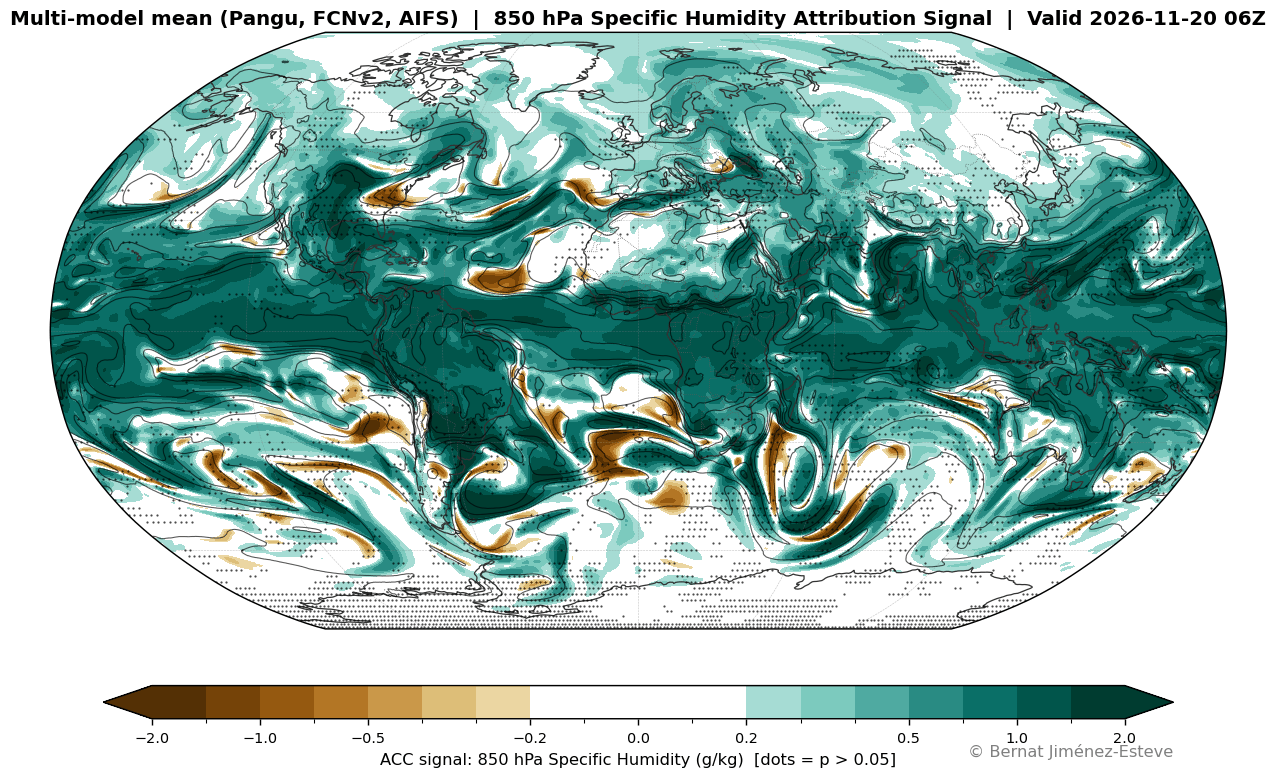 Multi-model mean (Pangu, FCNv2, AIFS)  |  850 hPa Specific Humidity Attribution Signal  |  Valid 2026-11-20 06Z
−2.0 −1.0 −0.5 −0.2 0.0 0.2 0.5 1.0 2.0
ACC signal: 850 hPa Specific Humidity (g/kg)  [dots = p > 0.05]
© Bernat Jiménez-Esteve